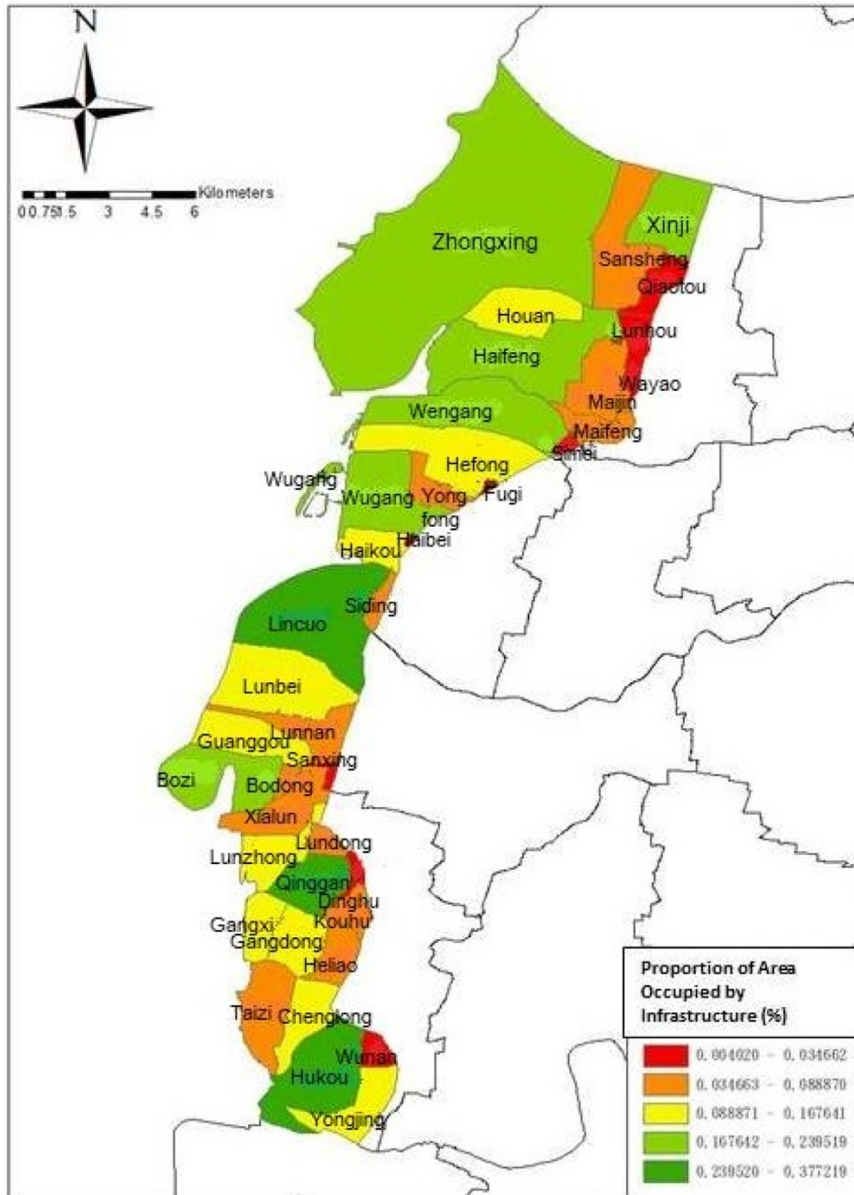 N
Kilometers
0 0.75 1.5 3 4.5 6
Zhongxing
Xinji
Sansheng
Qiaotou
Houan
Lunhou
Haifeng
Wayao
Maijin
Wengang
Maifeng
Simei
Hefong
Wugang
Wugang
Yong
fong
Fugi
Haibei
Haikou
Siding
Lincuo
Lunbei
Lunnan
Guanggou
Sanxing
Bozi
Bodong
Xialun
Lundong
Lunzhong
Qinggan
Dinghu
Kouhu
Gangxi
Gangdong
Heliao
Taizi
Chenglong
Wunan
Hukou
Yongjing
Proportion of Area
Occupied by
Infrastructure (%)
0.004020 - 0.034662
0.034663 - 0.088870
0.088871 - 0.167641
0.167642 - 0.239519
0.239520 - 0.377219